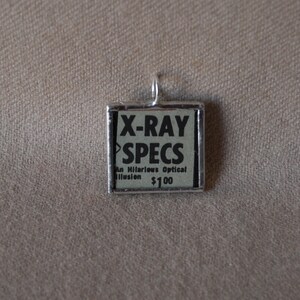 X-RAY
SPECS
An Hilarious Optical
Illusion
$1.00